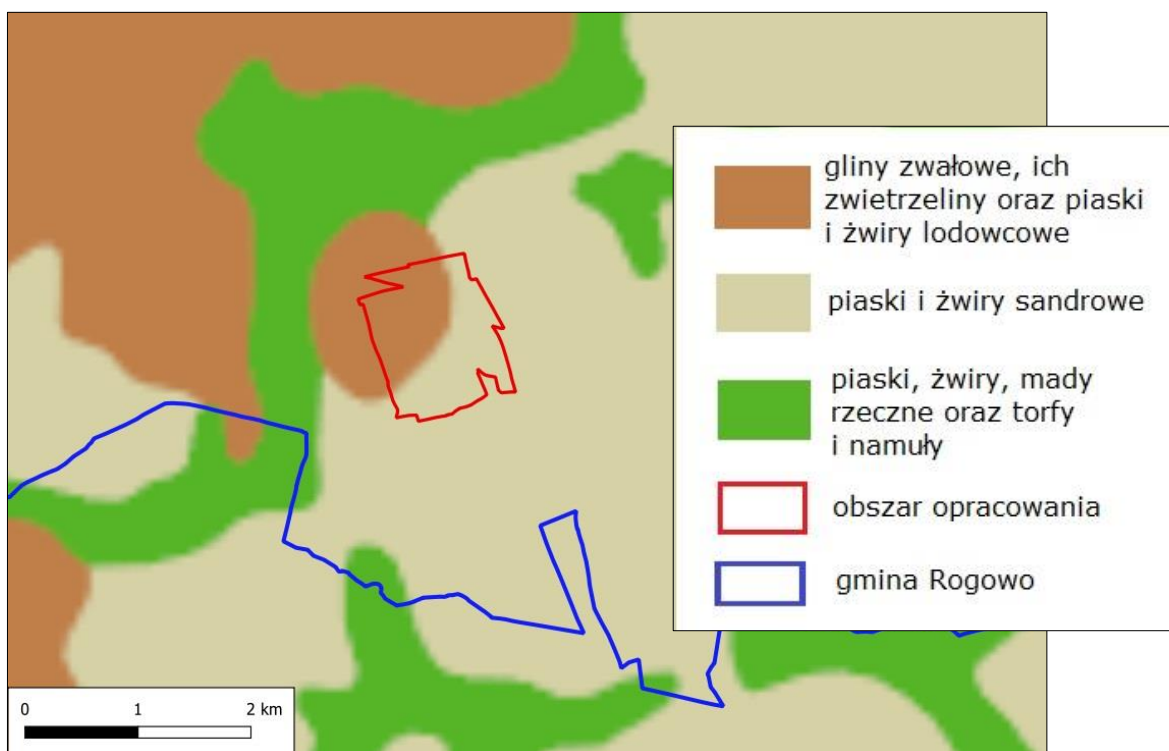 gliny zwałowe, ich
zwietrzeliny oraz piaski
i żwiry lodowcowe
piaski i żwiry sandrowe
piaski, żwiry, mady
rzeczne oraz torfy
i namuły
obszar opracowania
gmina Rogowo
0 1 2 km